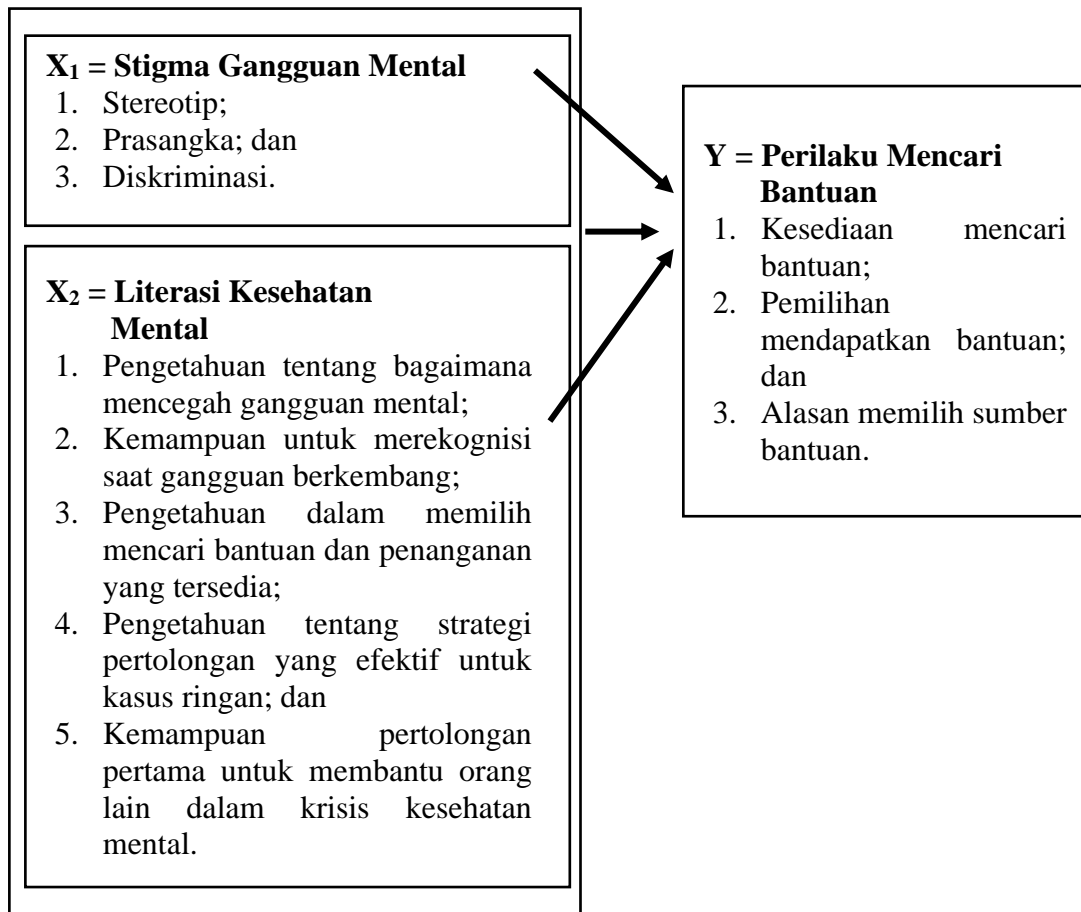 X₁ = Stigma Gangguan Mental
1. Stereotip;
2. Prasangka; dan
3. Diskriminasi.
X₂ = Literasi Kesehatan
Mental
1. Pengetahuan tentang bagaimana
mencegah gangguan mental;
2. Kemampuan untuk merekognisi
saat gangguan berkembang;
3. Pengetahuan dalam memilih
mencari bantuan dan penanganan
yang tersedia;
4. Pengetahuan tentang strategi
pertolongan yang efektif untuk
kasus ringan; dan
5. Kemampuan pertolongan
pertama untuk membantu orang
lain dalam krisis kesehatan
mental.
Y = Perilaku Mencari
Bantuan
1. Kesediaan mencari
bantuan;
2. Pemilihan
mendapatkan bantuan;
dan
3. Alasan memilih sumber
bantuan.